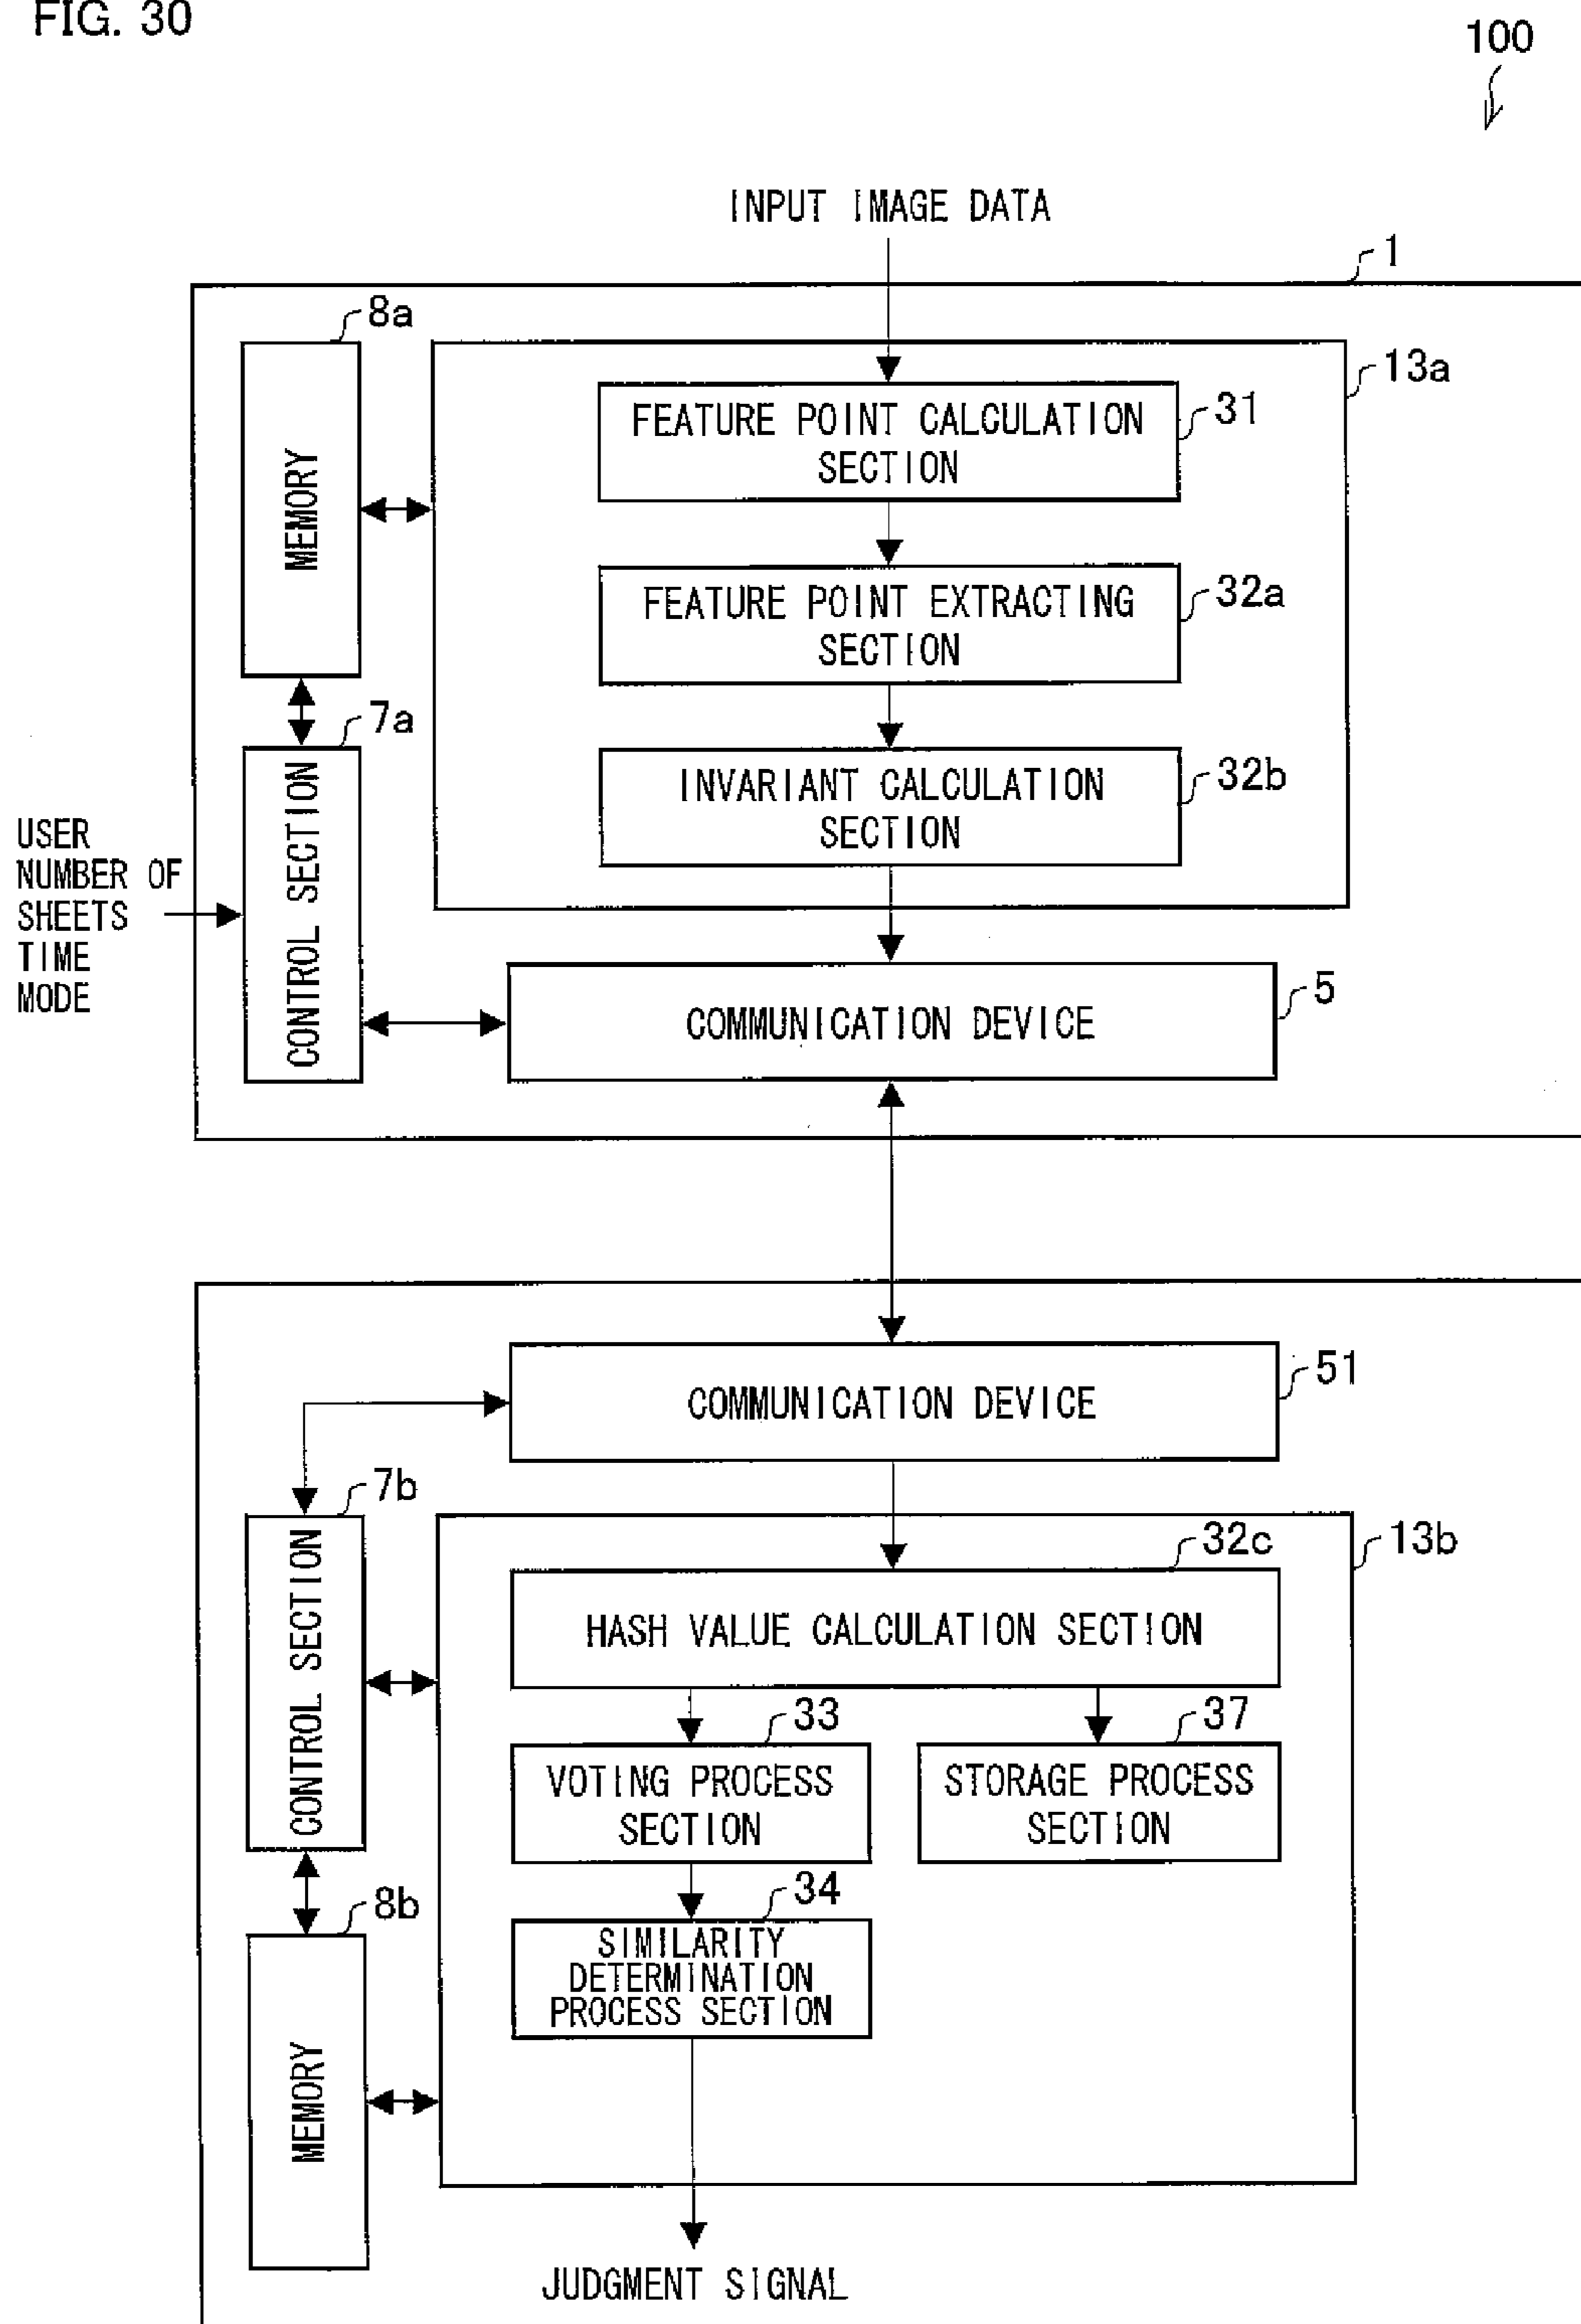 FIG. 30
100
INPUT IMAGE DATA
1
8a
13a
MEMORY
FEATURE POINT CALCULATION
SECTION
31
FEATURE POINT EXTRACTING
SECTION
32a
7a
INVARIANT CALCULATION
SECTION
32b
USER
NUMBER OF
SHEETS
TIME
MODE
CONTROL SECTION
COMMUNICATION DEVICE
5
COMMUNICATION DEVICE
51
7b
CONTROL SECTION
13b
32c
HASH VALUE CALCULATION SECTION
33
VOTING PROCESS
SECTION
37
STORAGE PROCESS
SECTION
8b
MEMORY
34
SIMILARITY
DETERMINATION
PROCESS SECTION
JUDGMENT SIGNAL